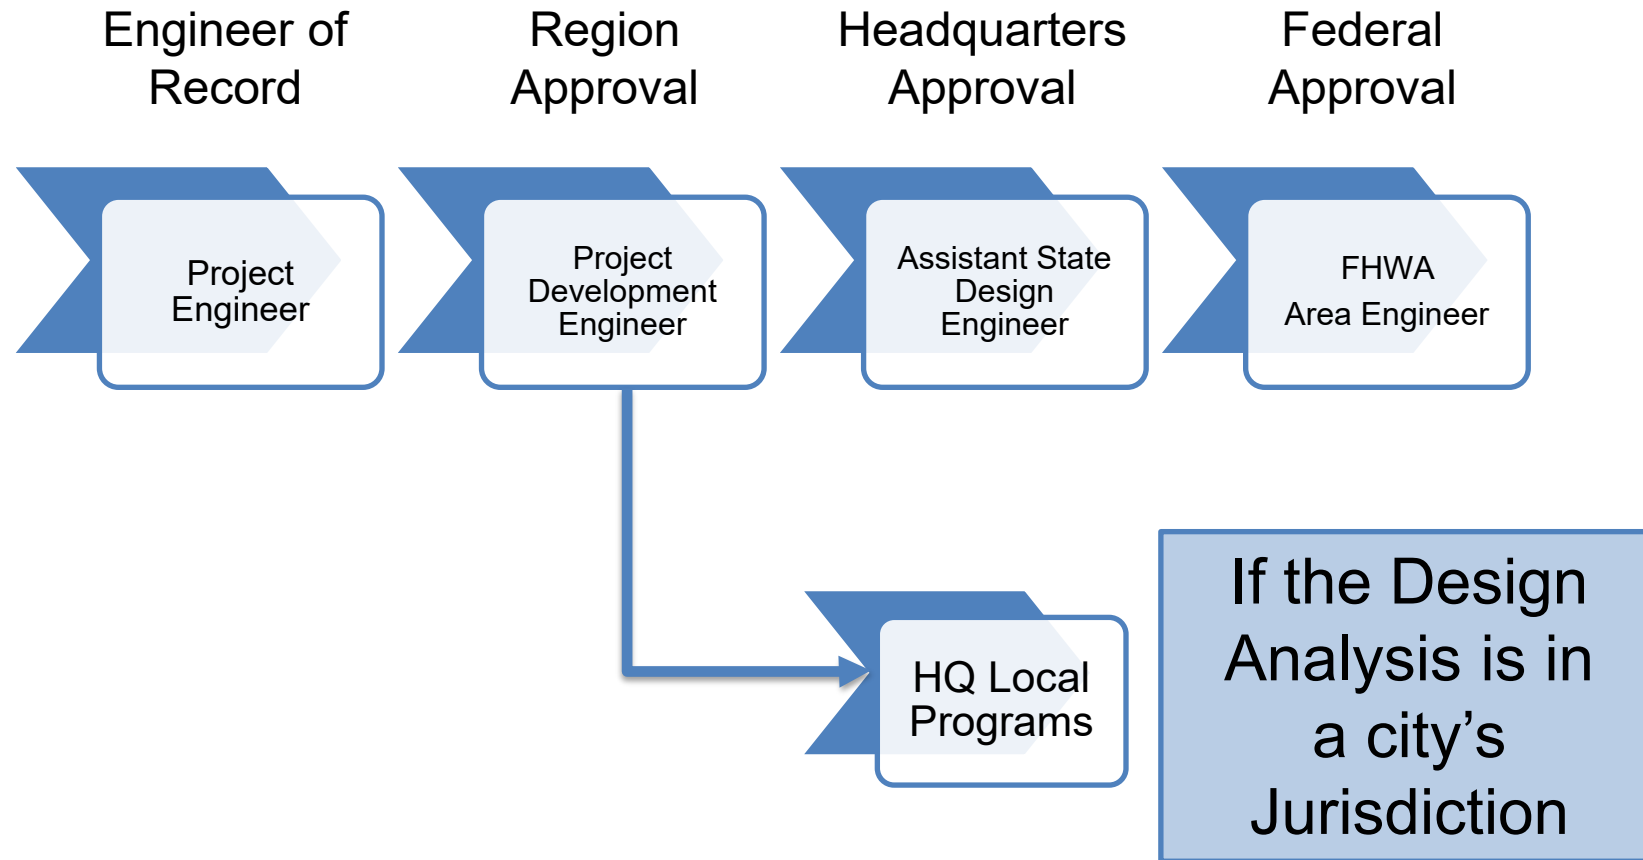 Engineer of
Record
Region
Approval
Headquarters
Approval
Federal
Approval
Project
Engineer
Project
Development
Engineer
Assistant State
Design
Engineer
FHWA
Area Engineer
HQ Local
Programs
If the Design
Analysis is in
a city’s
Jurisdiction